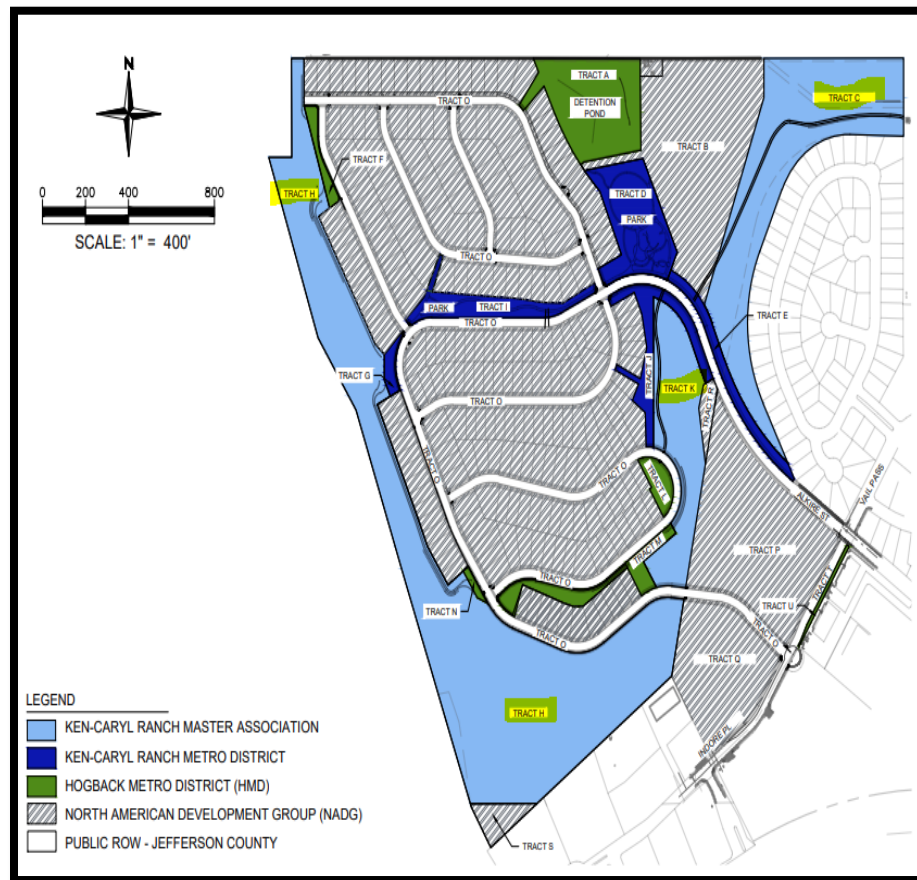 N
0 200 400 800
SCALE: 1" = 400'
TRACT A
DETENTION
POND
TRACT C
TRACT O
TRACT B
TRACT F
TRACT H
TRACT D
PARK
TRACT O
PARK
TRACT I
TRACT O
TRACT E
TRACT G
TRACT J
TRACT K
TRACT R
TRACT O
TRACT O
TRACT O
TRACT L
ALKIRE ST
VAIL PASS
TRACT M
TRACT P
TRACT O
TRACT T
TRACT N
TRACT U
TRACT O
TRACT O
TRACT Q
TRACT H
INDORE PL
TRACT S
LEGEND
KEN-CARYL RANCH MASTER ASSOCIATION
KEN-CARYL RANCH METRO DISTRICT
HOGBACK METRO DISTRICT (HMD)
NORTH AMERICAN DEVELOPMENT GROUP (NADG)
PUBLIC ROW - JEFFERSON COUNTY